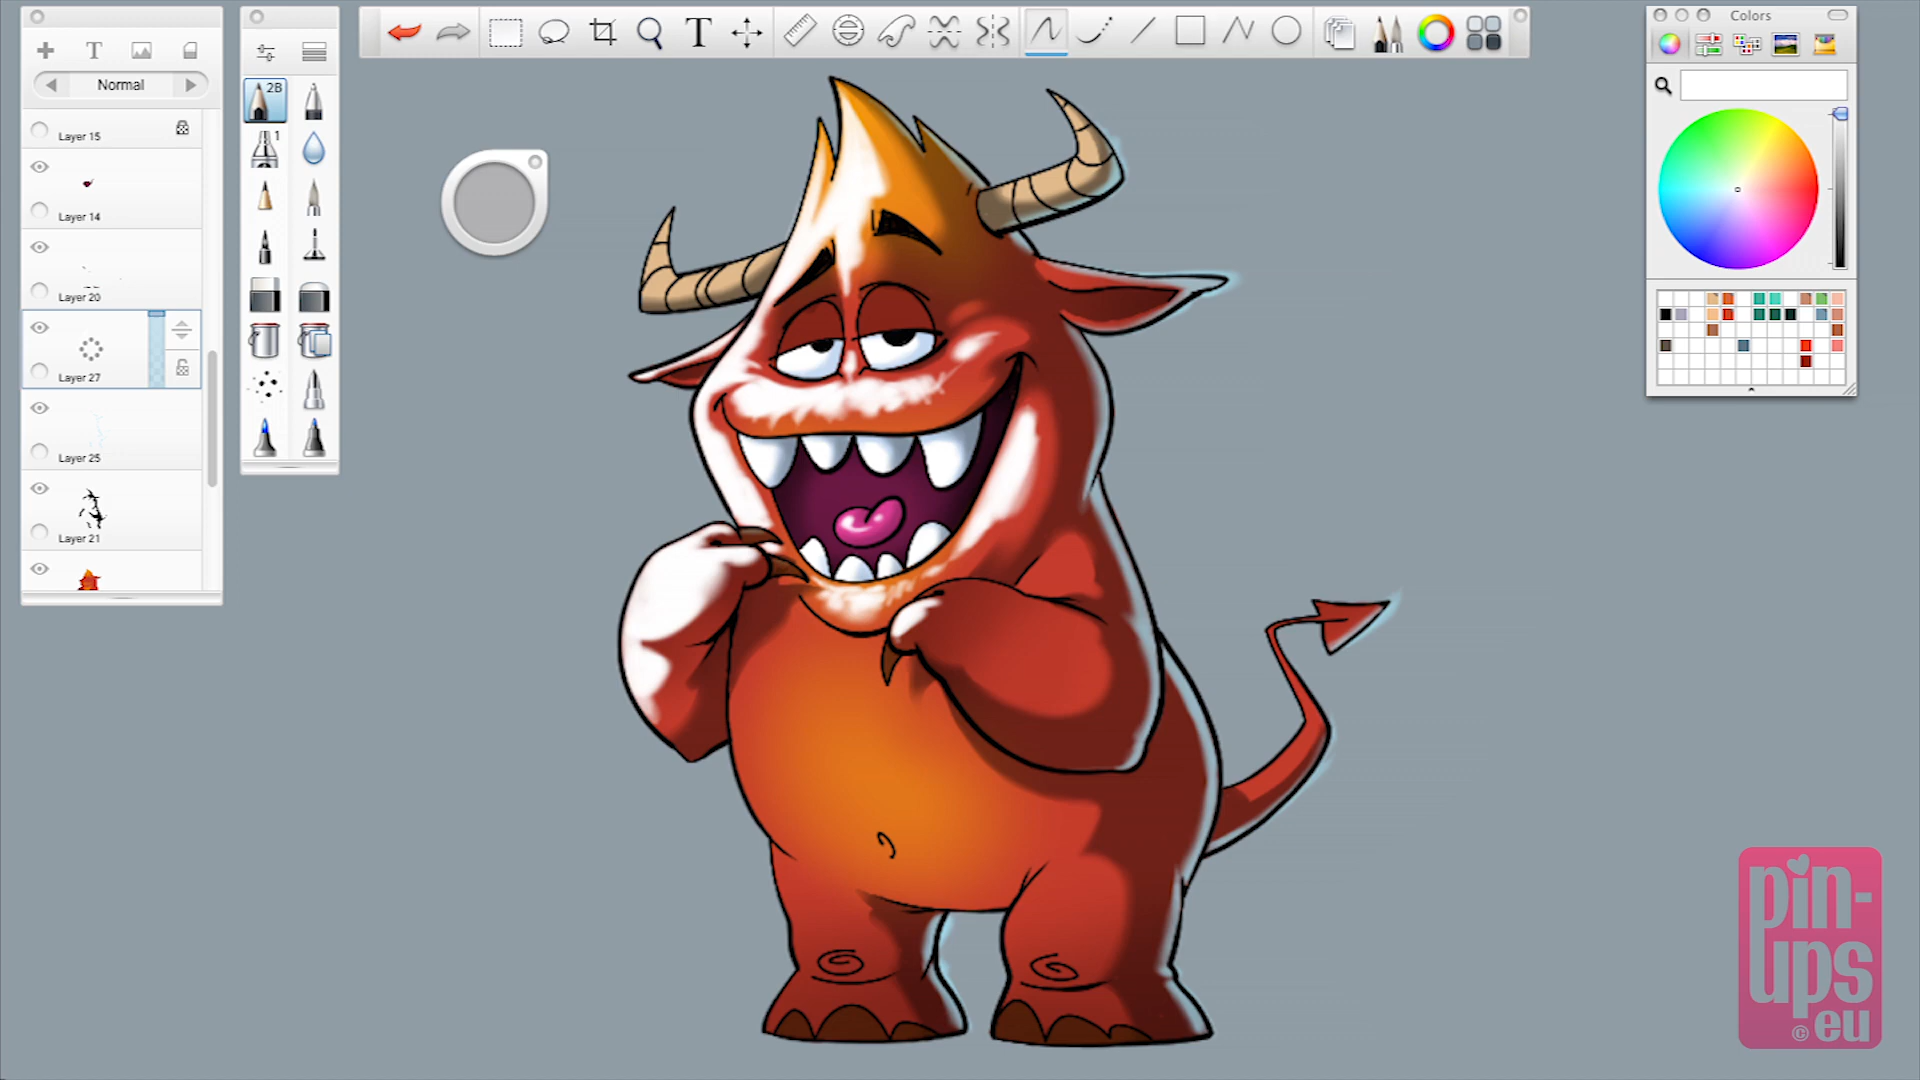 Normal
Layer 15
Layer 14
Layer 20
Layer 27
Layer 25
Layer 21
2B
1
T
T
Colors
pin-
ups
© eu